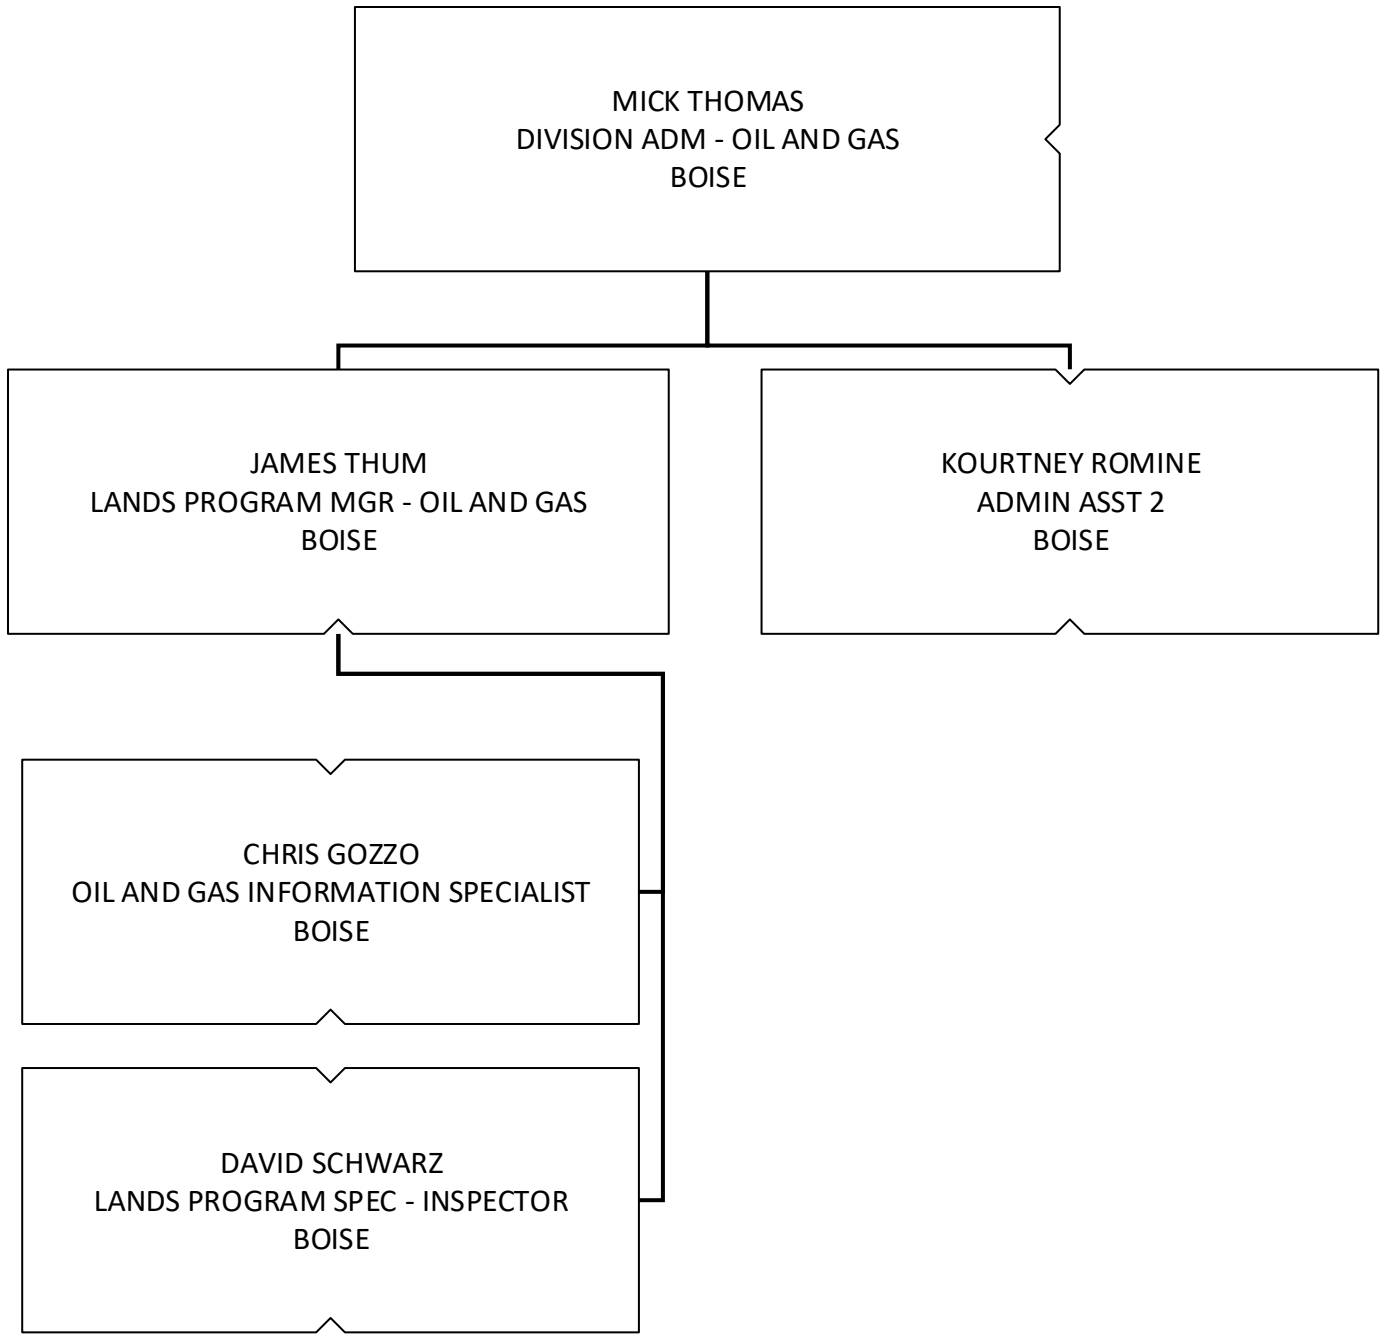 MICK THOMAS
DIVISION ADM - OIL AND GAS
BOISE
JAMES THUM
LANDS PROGRAM MGR - OIL AND GAS
BOISE
KOURTNEY ROMINE
ADMIN ASST 2
BOISE
CHRIS GOZZO
OIL AND GAS INFORMATION SPECIALIST
BOISE
DAVID SCHWARZ
LANDS PROGRAM SPEC - INSPECTOR
BOISE